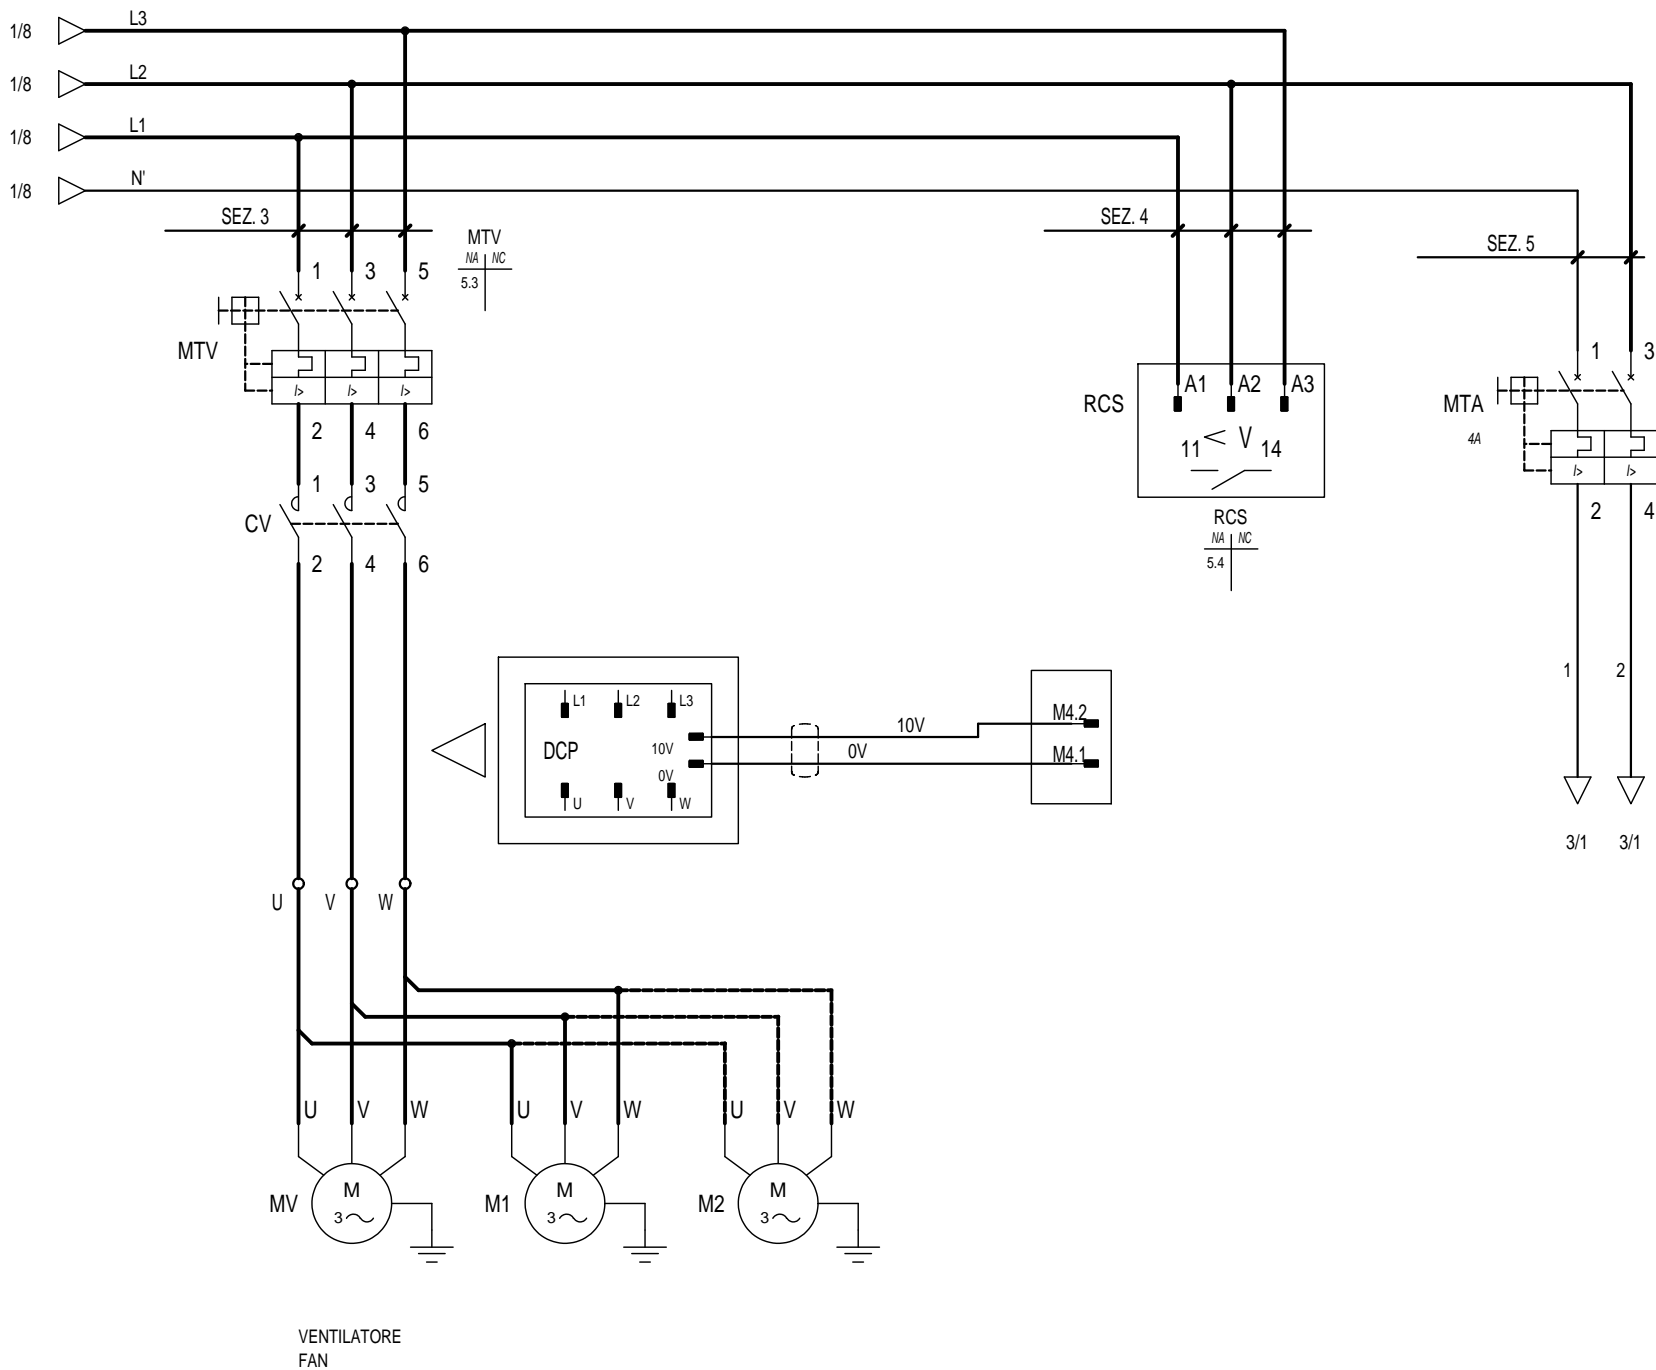 1/8 L3
1/8 L2
1/8 L1
1/8 N'
SEZ. 3
SEZ. 4
SEZ. 5
MTV
NA NC
5.3
1 3 5
MTV
I> I> I>
2 4 6
1 3 5
CV
2 4 6
RCS
A1 A2 A3
11 < V 14
RCS
NA NC
5.4
1 3
MTA
4A
I> I>
2 4
1 2
3/1 3/1
L1 L2 L3
DCP
10V
0V
U V W
10V
0V
M4.2
M4.1
U V W
U V W
U V W
U V W
MV
M
3
M1
M
3
M2
M
3
VENTILATORE
FAN